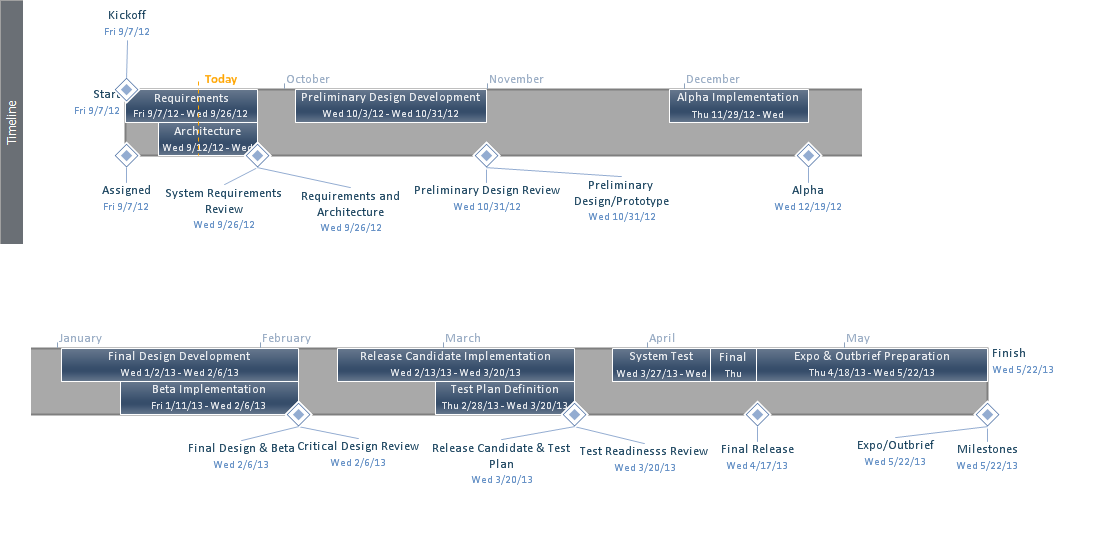 Timeline
Kickoff
Fri 9/7/12
Today
October
November
December
Start
Fri 9/7/12
Requirements
Fri 9/7/12 - Wed 9/26/12
Preliminary Design Development
Wed 10/3/12 - Wed 10/31/12
Alpha Implementation
Thu 11/29/12 - Wed
Architecture
Wed 9/12/12 - Wed
Assigned
Fri 9/7/12
System Requirements
Review
Wed 9/26/12
Requirements and
Architecture
Wed 9/26/12
Preliminary Design Review
Wed 10/31/12
Preliminary
Design/Prototype
Wed 10/31/12
Alpha
Wed 12/19/12
January
February
March
April
May
Final Design Development
Wed 1/2/13 - Wed 2/6/13
Release Candidate Implementation
Wed 2/13/13 - Wed 3/20/13
System Test
Wed 3/27/13 - Wed
Final
Thu
Expo & Outbrief Preparation
Thu 4/18/13 - Wed 5/22/13
Finish
Wed 5/22/13
Beta Implementation
Fri 1/11/13 - Wed 2/6/13
Test Plan Definition
Thu 2/28/13 - Wed 3/20/13
Final Design & Beta
Wed 2/6/13
Critical Design Review
Wed 2/6/13
Release Candidate & Test
Plan
Wed 3/20/13
Test Readinesss Review
Wed 3/20/13
Final Release
Wed 4/17/13
Expo/Outbrief
Wed 5/22/13
Milestones
Wed 5/22/13